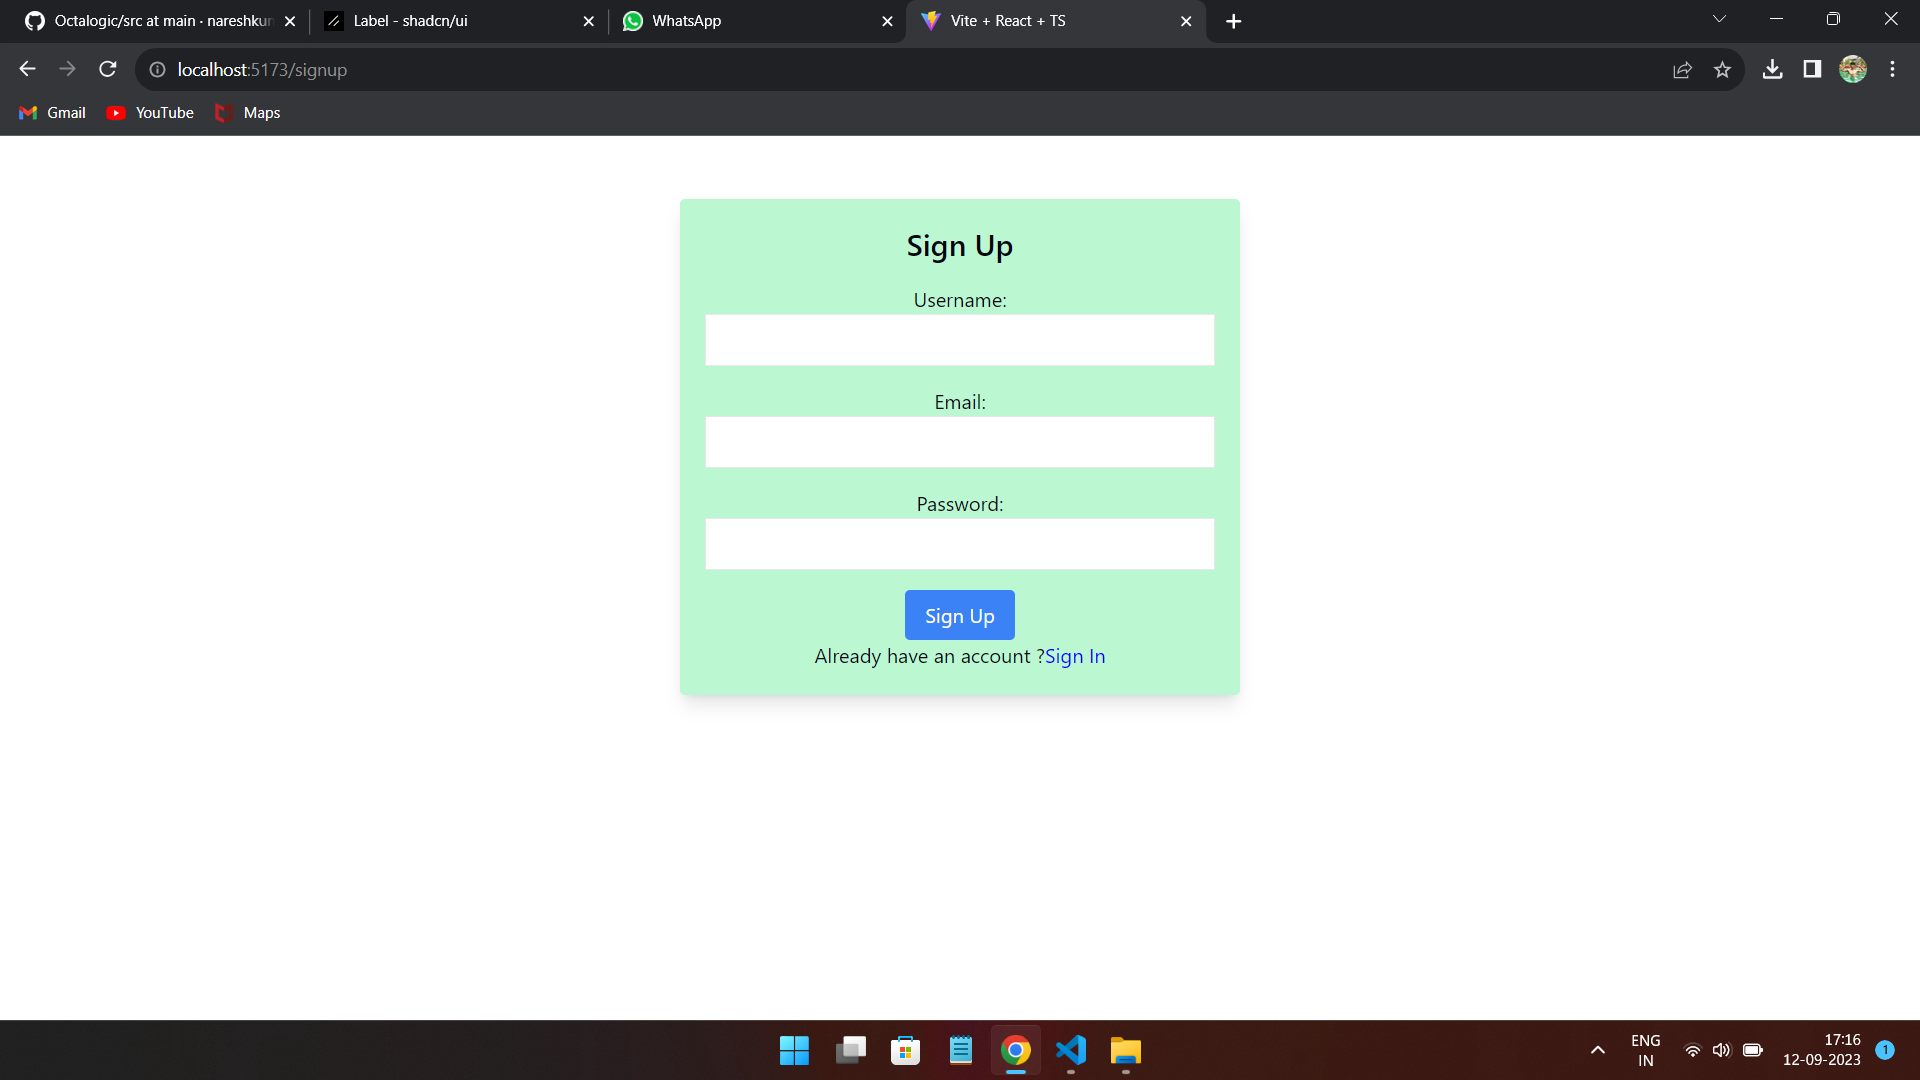 Octalogic/src at main · nareshkun
Label - shadcn/ui
WhatsApp
Vite + React + TS
localhost:5173/signup
Gmail
YouTube
Maps
Sign Up
Username:
Email:
Password:
Sign Up
Already have an account ?Sign In
ENG
IN
17:16
12-09-2023
1